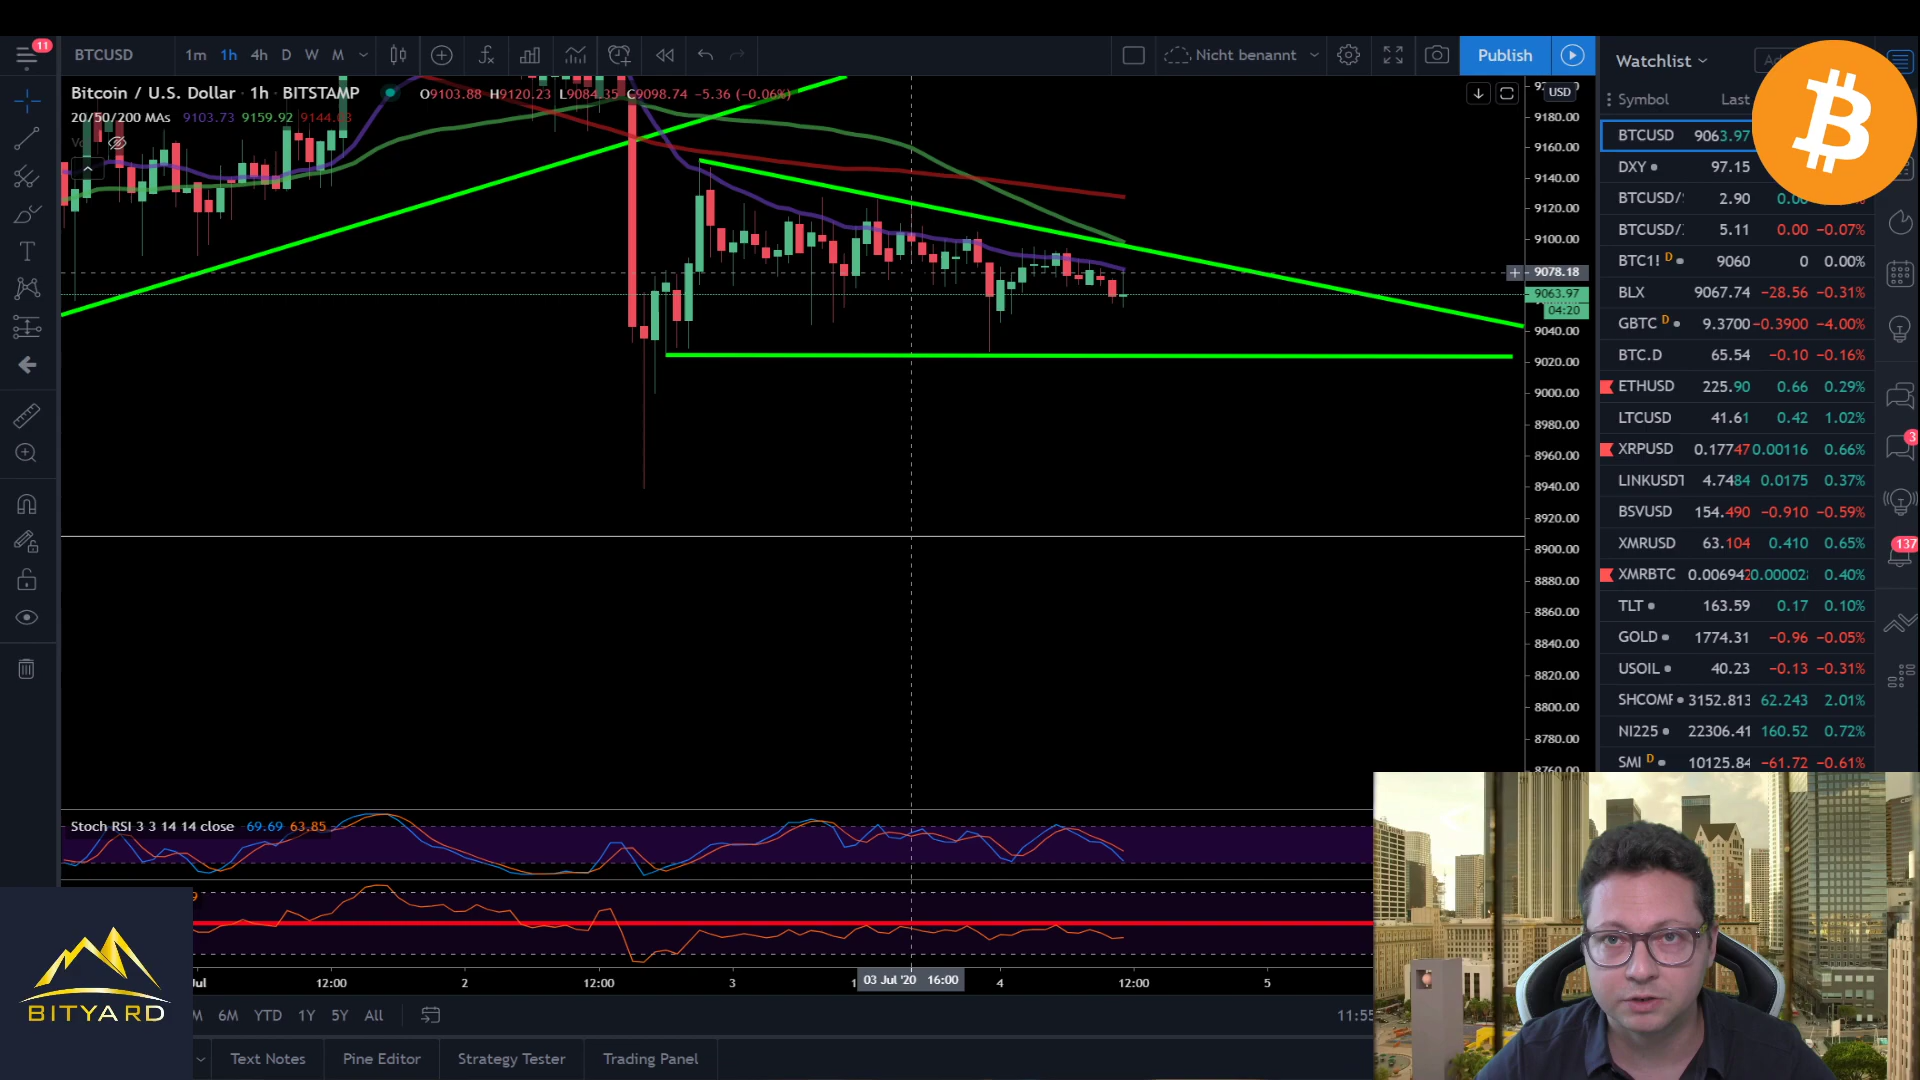 11
BTCUSD
1m 1h 4h D W M
Nicht benannt
Publish
Watchlist
Bitcoin / U.S. Dollar · 1h · BITSTAMP
O9103.88 H9120.23 L9084.35 C9098.74 −5.36 (−0.06%)
20/50/200 MAs 9103.73 9159.92
USD
9180.00
9160.00
9140.00
9120.00
9100.00
9078.18
9063.97
04:20
9040.00
9020.00
9000.00
8980.00
8960.00
8940.00
8920.00
8900.00
8880.00
8860.00
8840.00
8820.00
8800.00
8780.00
8760.00
Symbol Last
BTCUSD 9063.97
DXY 97.15
BTCUSD/ 2.90
BTCUSD/ 5.11 0.00 −0.07%
BTC1! D 9060 0 0.00%
BLX 9067.74 −28.56 −0.31%
GBTC D 9.3700 −0.3900 −4.00%
BTC.D 65.54 −0.10 −0.16%
ETHUSD 225.90 0.66 0.29%
LTCUSD 41.61 0.42 1.02%
XRPUSD 0.17747 0.00116 0.66%
LINKUSDT 4.7484 0.0175 0.37%
BSVUSD 154.490 −0.910 −0.59%
XMRUSD 63.104 0.410 0.65%
XMRBTC 0.40%
TLT 163.59 0.17 0.10%
GOLD 1774.31 −0.96 −0.05%
USOIL 40.23 −0.13 −0.31%
SHCOMP 3152.813 62.243 2.01%
NI225 22306.41 160.52 0.72%
SMI D 10125.84 −61.72 −0.61%
3
137
Stoch RSI 3 3 14 14 close 69.69 63.85
12:00 2 12:00 3 03 Jul '20 16:00 4 12:00 5
6M YTD 1Y 5Y All
11:55
Text Notes Pine Editor Strategy Tester Trading Panel
BITYARD